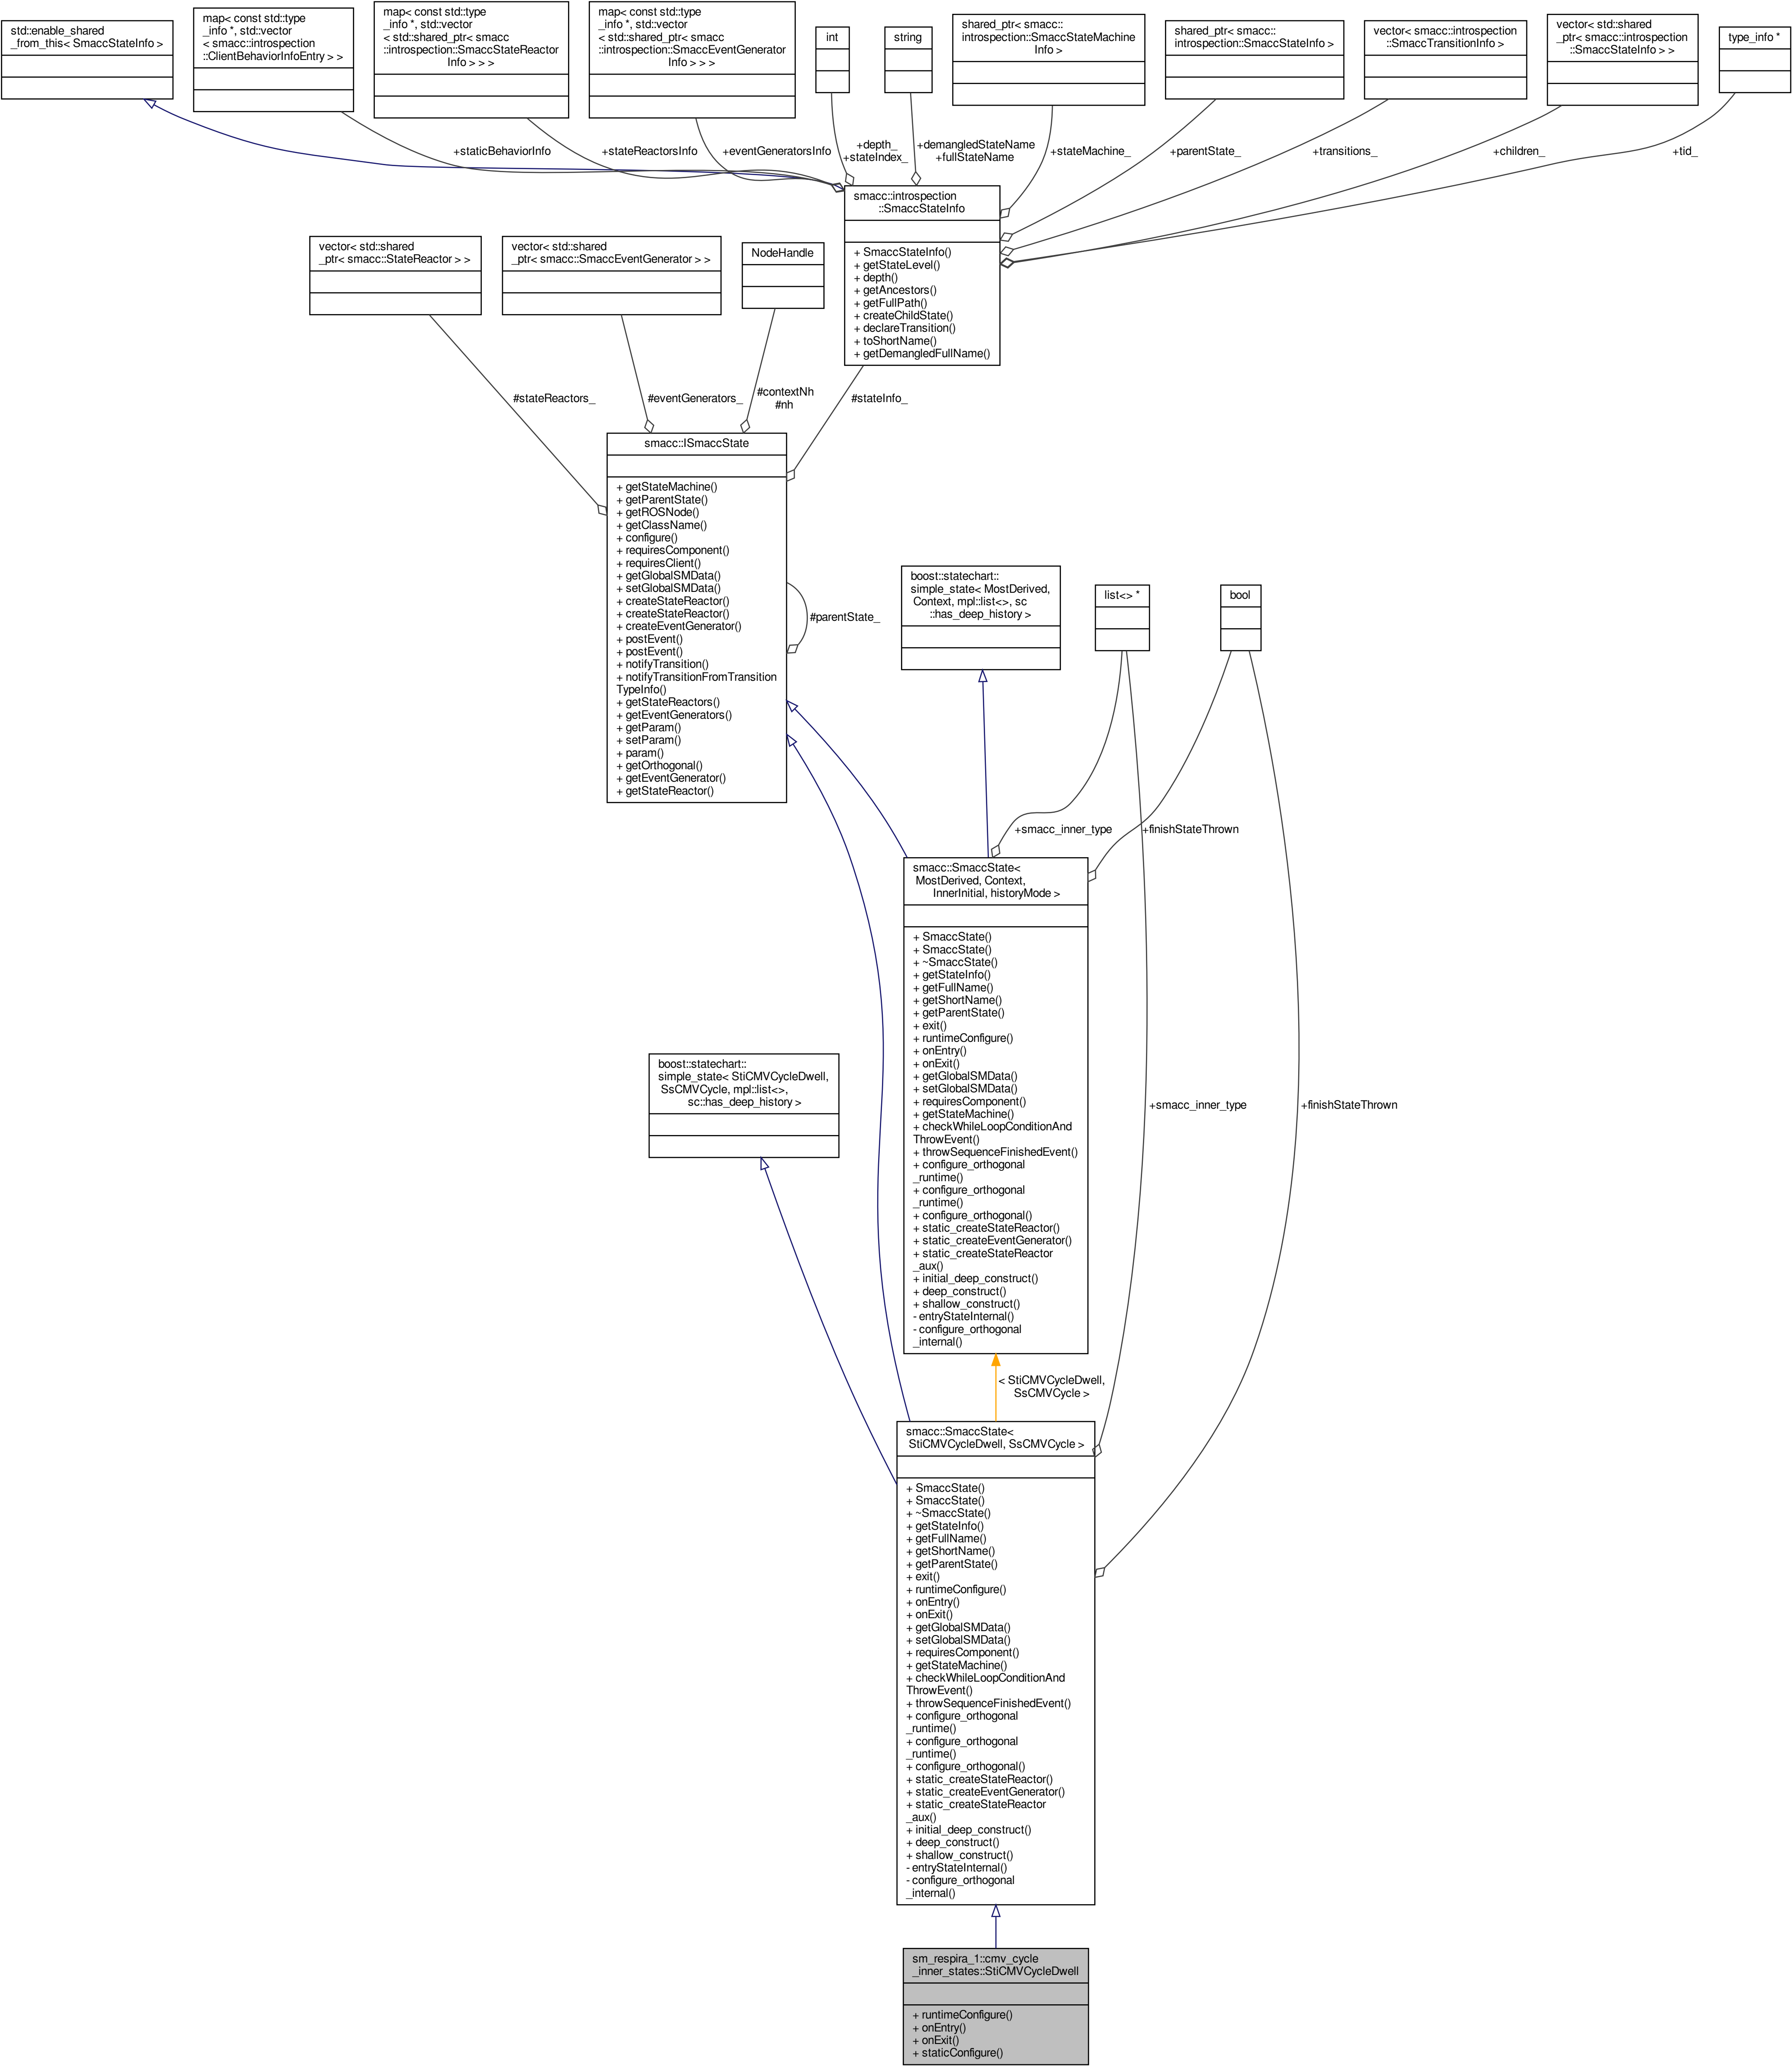 std::enable_shared
_from_this< SmaccStateInfo >
map< const std::type
_info *, std::vector
< smacc::introspection
::ClientBehaviorInfoEntry > >
map< const std::type
_info *, std::vector
< std::shared_ptr< smacc
::introspection::SmaccStateReactor
Info > > >
map< const std::type
_info *, std::vector
< std::shared_ptr< smacc
::introspection::SmaccEventGenerator
Info > > >
int
string
shared_ptr< smacc::
introspection::SmaccStateMachine
Info >
shared_ptr< smacc::
introspection::SmaccStateInfo >
vector< smacc::introspection
::SmaccTransitionInfo >
vector< std::shared
_ptr< smacc::introspection
::SmaccStateInfo > >
type_info *
+staticBehaviorInfo
+stateReactorsInfo
+eventGeneratorsInfo
+depth_
+stateIndex_
+demangledStateName
+fullStateName
+stateMachine_
+parentState_
+transitions_
+children_
+tid_
smacc::introspection
::SmaccStateInfo
+ SmaccStateInfo()
+ getStateLevel()
+ depth()
+ getAncestors()
+ getFullPath()
+ createChildState()
+ declareTransition()
+ toShortName()
+ getDemangledFullName()
vector< std::shared
_ptr< smacc::StateReactor > >
vector< std::shared
_ptr< smacc::SmaccEventGenerator > >
NodeHandle
#stateReactors_
#eventGenerators_
#contextNh
#nh
#stateInfo_
smacc::ISmaccState
+ getStateMachine()
+ getParentState()
+ getROSNode()
+ getClassName()
+ configure()
+ requiresComponent()
+ requiresClient()
+ getGlobalSMData()
+ setGlobalSMData()
+ createStateReactor()
+ createStateReactor()
+ createEventGenerator()
+ postEvent()
+ postEvent()
+ notifyTransition()
+ notifyTransitionFromTransition
TypeInfo()
+ getStateReactors()
+ getEventGenerators()
+ getParam()
+ setParam()
+ param()
+ getOrthogonal()
+ getEventGenerator()
+ getStateReactor()
#parentState_
boost::statechart::
simple_state< MostDerived,
Context, mpl::list<>, sc
::has_deep_history >
list<> *
bool
+smacc_inner_type
+finishStateThrown
smacc::SmaccState<
MostDerived, Context,
InnerInitial, historyMode >
+ SmaccState()
+ SmaccState()
+ ~SmaccState()
+ getStateInfo()
+ getFullName()
+ getShortName()
+ getParentState()
+ exit()
+ runtimeConfigure()
+ onEntry()
+ onExit()
+ getGlobalSMData()
+ setGlobalSMData()
+ requiresComponent()
+ getStateMachine()
+ checkWhileLoopConditionAnd
ThrowEvent()
+ throwSequenceFinishedEvent()
+ configure_orthogonal
_runtime()
+ configure_orthogonal
_runtime()
+ configure_orthogonal()
+ static_createStateReactor()
+ static_createEventGenerator()
+ static_createStateReactor
_aux()
+ initial_deep_construct()
+ deep_construct()
+ shallow_construct()
- entryStateInternal()
- configure_orthogonal
_internal()
boost::statechart::
simple_state< StiCMVCycleDwell,
SsCMVCycle, mpl::list<>,
sc::has_deep_history >
+smacc_inner_type
+finishStateThrown
< StiCMVCycleDwell,
SsCMVCycle >
smacc::SmaccState<
StiCMVCycleDwell, SsCMVCycle >
+ SmaccState()
+ SmaccState()
+ ~SmaccState()
+ getStateInfo()
+ getFullName()
+ getShortName()
+ getParentState()
+ exit()
+ runtimeConfigure()
+ onEntry()
+ onExit()
+ getGlobalSMData()
+ setGlobalSMData()
+ requiresComponent()
+ getStateMachine()
+ checkWhileLoopConditionAnd
ThrowEvent()
+ throwSequenceFinishedEvent()
+ configure_orthogonal
_runtime()
+ configure_orthogonal
_runtime()
+ configure_orthogonal()
+ static_createStateReactor()
+ static_createEventGenerator()
+ static_createStateReactor
_aux()
+ initial_deep_construct()
+ deep_construct()
+ shallow_construct()
- entryStateInternal()
- configure_orthogonal
_internal()
sm_respira_1::cmv_cycle
_inner_states::StiCMVCycleDwell
+ runtimeConfigure()
+ onEntry()
+ onExit()
+ staticConfigure()